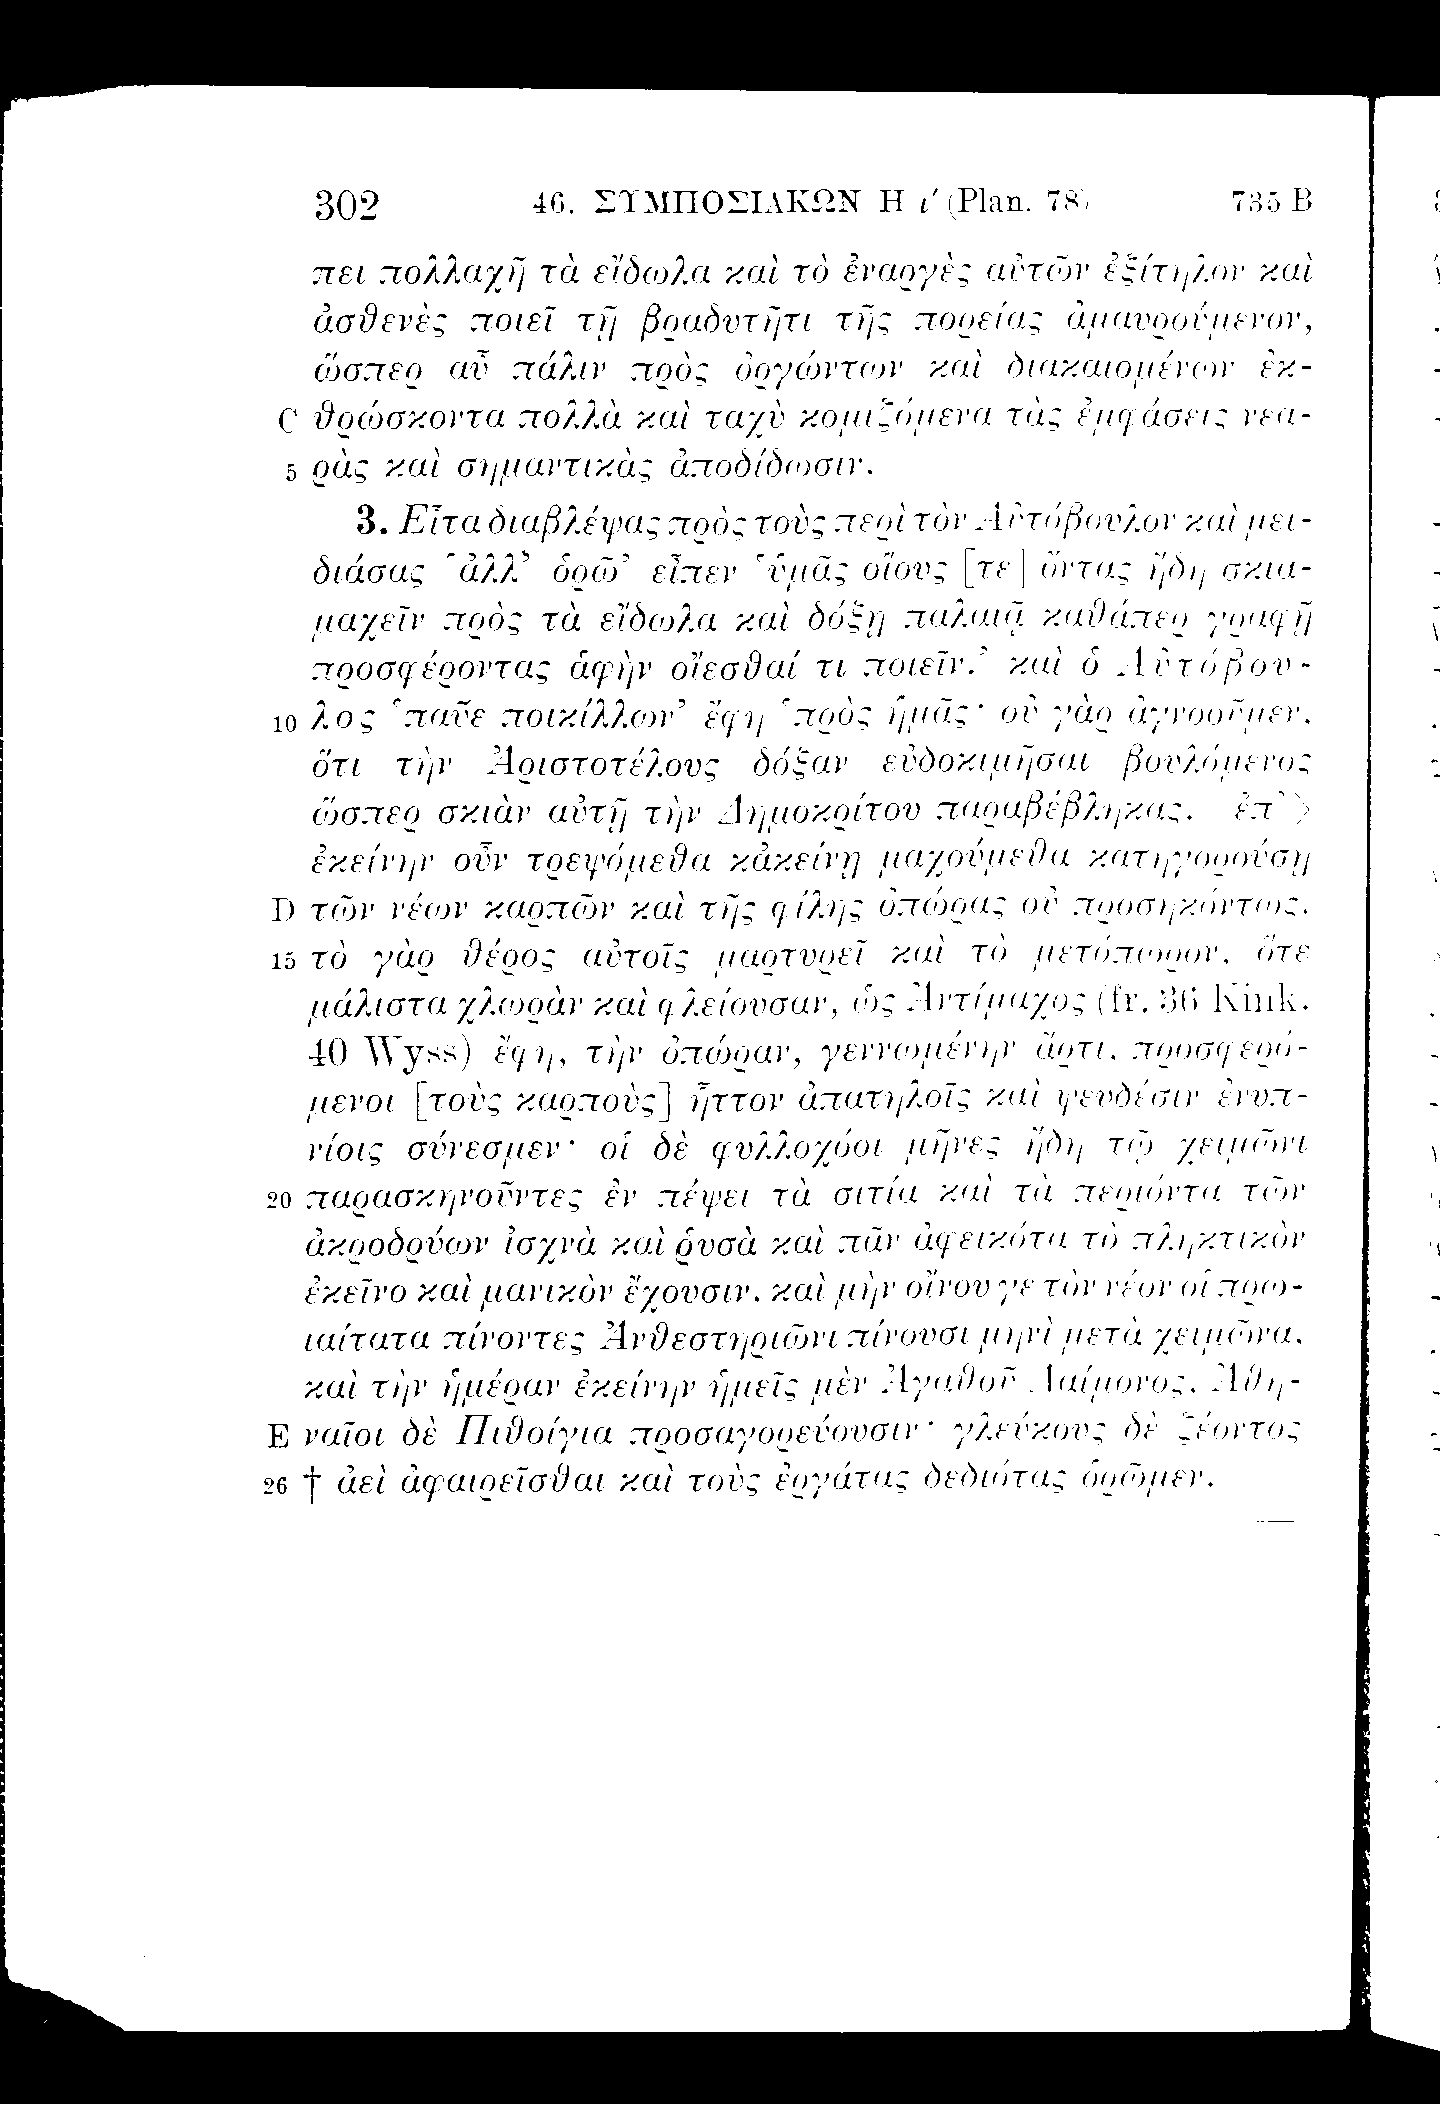 302 46. ΣΥΜΠΟΣΙΑΚΩΝ Η ι′ (Plan. 78) 735 B
πει πολλαχῆ τὰ εἴδωλα καὶ τὸ ἐναργὲς αὐτῶν ἐξίτηλον καὶ
ἀσθενὲς ποιεῖ τῇ βραδυτῆτι τῆς πορείας ἀμαυρούμενον,
ὥσπερ αὖ πάλιν πρὸς ὀργώντων καὶ διακαιομένων ἐκ-
C θρώσκοντα πολλὰ καὶ ταχὺ κομιζόμενα τὰς ἐμφάσεις νεα-
5 ρὰς καὶ σημαντικὰς ἀποδίδωσιν.
3. Εἶτα διαβλέψας πρὸς τοὺς περὶ τὸν Αὐτόβουλον καὶ μει-
διάσας ‘ἀλλ’ ὁρῶ’ εἶπεν ‘ὑμᾶς οἵους [τε] ὄντας ἤδη σκια-
μαχεῖν πρὸς τὰ εἴδωλα καὶ δόξῃ παλαιᾷ καθάπερ γραφῇ
προσφέροντας ἁφὴν οἴεσθαί τι ποιεῖν.’ καὶ ὁ Αὐτόβου-
10 λος ‘παῦε ποικίλλων’ ἔφη ‘πρὸς ἡμᾶς· οὐ γὰρ ἀγνοοῦμεν,
ὅτι τὴν Ἀριστοτέλους δόξαν εὐδοκιμῆσαι βουλόμενος
ὥσπερ σκιὰν αὐτῇ τὴν Δημοκρίτου παραβέβληκας. ἐπ’
ἐκείνην οὖν τρεψόμεθα κἀκείνῃ μαχούμεθα κατηγορούσῃ
D τῶν νέων καρπῶν καὶ τῆς φίλης ὀπώρας οὐ προσηκόντως.
15 τὸ γὰρ θέρος αὐτοῖς μαρτυρεῖ καὶ τὸ μετόπωρον, ὅτε
μάλιστα χλωρὰν καὶ φλείουσαν, ὡς Ἀντίμαχος (fr. 36 Kink.
40 Wyss) ἔφη, τὴν ὀπώραν, γεννωμένην ἄρτι, προσφερό-
μενοι [τοὺς καρποὺς] ἧττον ἀπατηλοῖς καὶ ψευδέσιν ἐνυπ-
νίοις σύνεσμεν· οἱ δὲ φυλλοχόοι μῆνες ἤδη τῷ χειμῶνι
20 παρασκηνοῦντες ἐν πέψει τὰ σιτία καὶ τὰ περιόντα τῶν
ἀκροδρύων ἰσχνὰ καὶ ῥυσὰ καὶ πᾶν ἀφεικότα τὸ πληκτικὸν
ἐκεῖνο καὶ μανικὸν ἔχουσιν. καὶ μὴν οἴνου γε τὸν νέον οἱ πρω-
ιαίτατα πίνοντες Ἀνθεστηριῶνι πίνουσι μηνὶ μετὰ χειμῶνα,
καὶ τὴν ἡμέραν ἐκείνην ἡμεῖς μὲν Ἀγαθοῦ Δαίμονος, Ἀθη-
E ναῖοι δὲ Πιθοίγια προσαγορεύουσιν· γλεύκους δὲ ζέοντος
26 † ἀεὶ ἀφαιρεῖσθαι καὶ τοὺς ἐργάτας δεδιότας ὁρῶμεν.